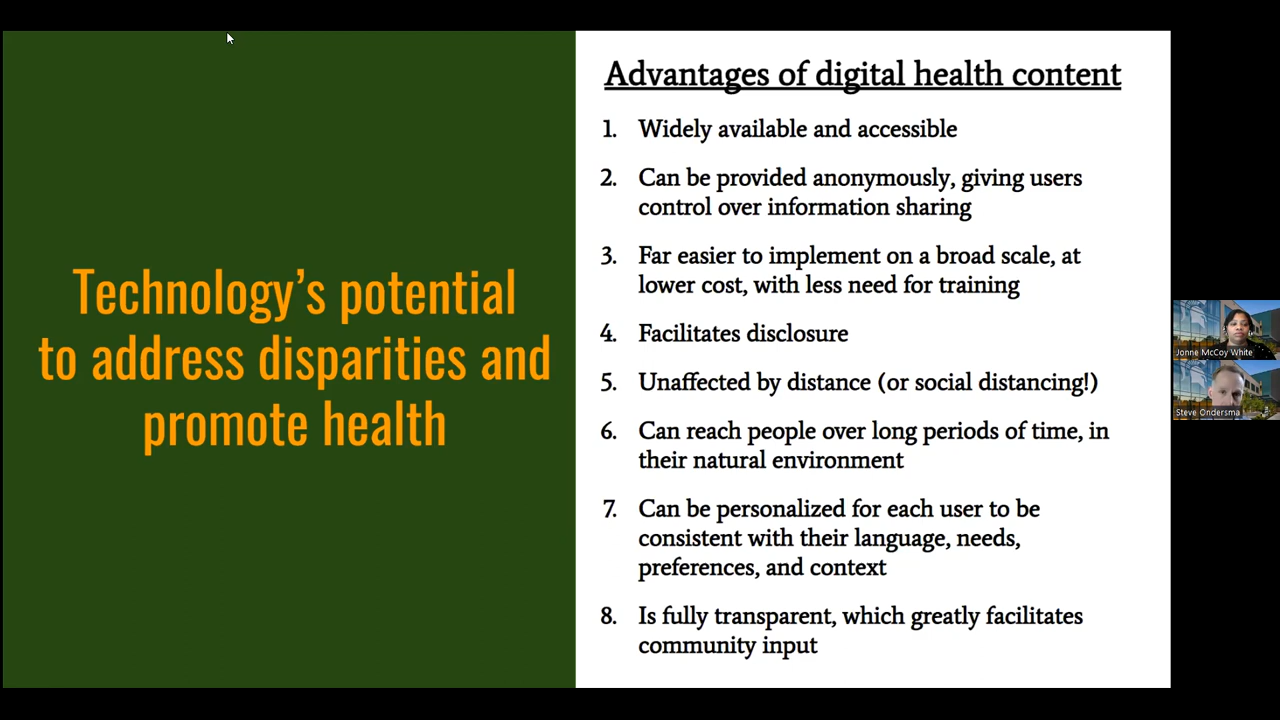 Technology's potential
to address disparities and
promote health
Advantages of digital health content
1. Widely available and accessible
2. Can be provided anonymously, giving users
control over information sharing
3. Far easier to implement on a broad scale, at
lower cost, with less need for training
4. Facilitates disclosure
5. Unaffected by distance (or social distancing!)
6. Can reach people over long periods of time, in
their natural environment
7. Can be personalized for each user to be
consistent with their language, needs,
preferences, and context
8. Is fully transparent, which greatly facilitates
community input
Jonne McCoy White
Steve Ondersma